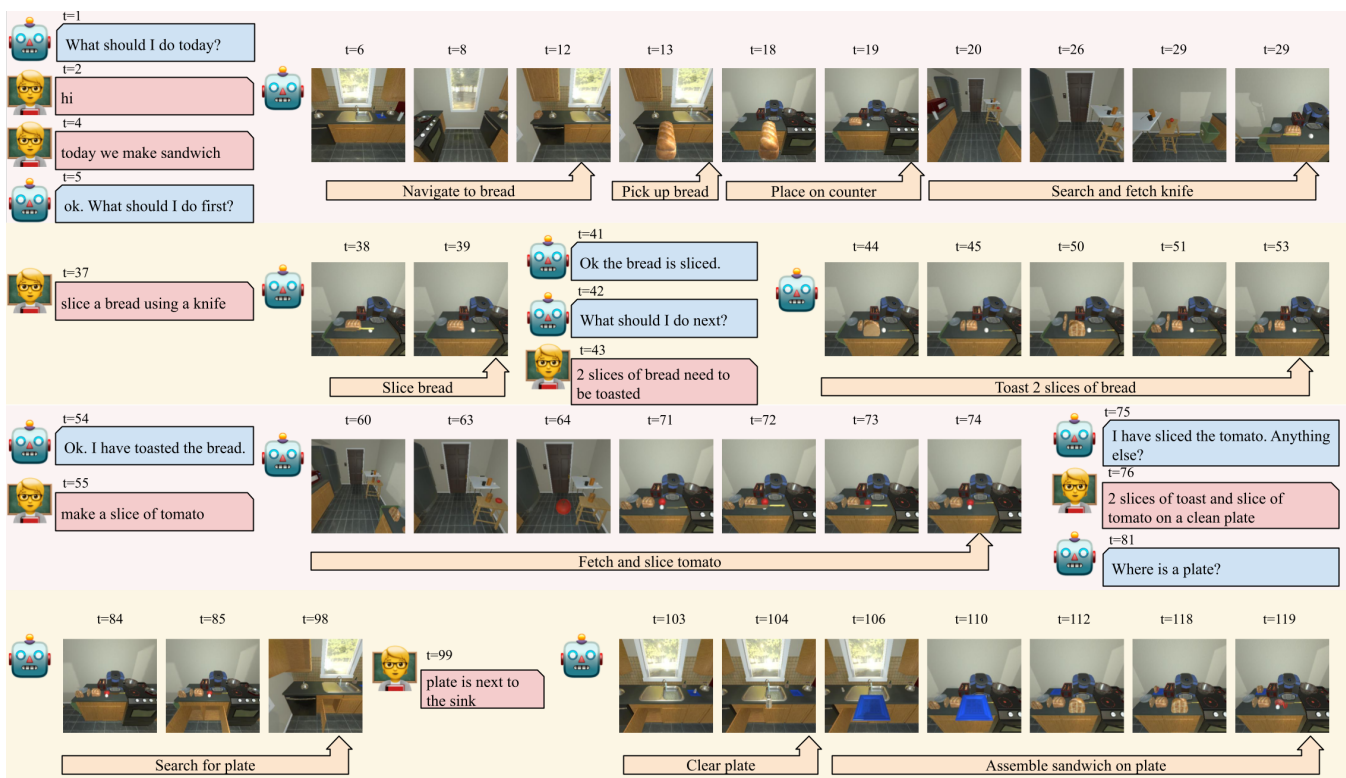 t=1
What should I do today?
t=2
hi
t=4
today we make sandwich
t=5
ok. What should I do first?
t=6
t=8
t=12
t=13
t=18
t=19
t=20
t=26
t=29
t=29
Navigate to bread
Pick up bread
Place on counter
Search and fetch knife
t=37
slice a bread using a knife
t=38
t=39
Slice bread
t=41
Ok the bread is sliced.
t=42
What should I do next?
t=43
2 slices of bread need to
be toasted
t=44
t=45
t=50
t=51
t=53
Toast 2 slices of bread
t=54
Ok. I have toasted the bread.
t=55
make a slice of tomato
t=60
t=63
t=64
t=71
t=72
t=73
t=74
Fetch and slice tomato
t=75
I have sliced the tomato. Anything
else?
t=76
2 slices of toast and slice of
tomato on a clean plate
t=81
Where is a plate?
t=84
t=85
t=98
Search for plate
t=99
plate is next to
the sink
t=103
t=104
t=106
t=110
t=112
t=118
t=119
Clear plate
Assemble sandwich on plate